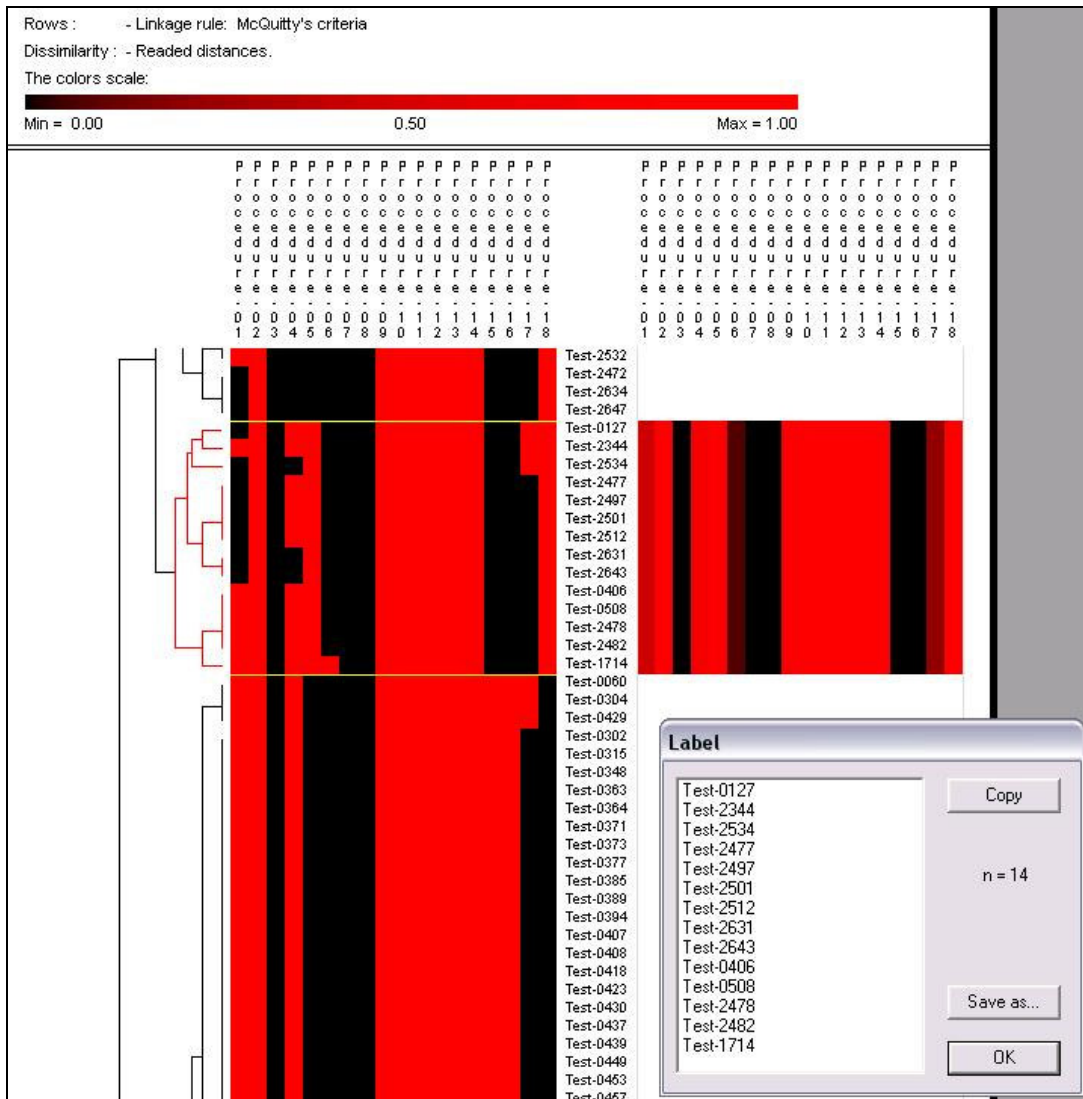 Rows : - Linkage rule: McQuitty's criteria
Dissimilarity : - Readed distances.
The colors scale:
Min = 0.00 0.50 Max = 1.00
Procedure-01 Procedure-02 Procedure-03 Procedure-04 Procedure-05 Procedure-06 Procedure-07 Procedure-08 Procedure-09 Procedure-10 Procedure-11 Procedure-12 Procedure-13 Procedure-14 Procedure-15 Procedure-16 Procedure-17 Procedure-18
Procedure-01 Procedure-02 Procedure-03 Procedure-04 Procedure-05 Procedure-06 Procedure-07 Procedure-08 Procedure-09 Procedure-10 Procedure-11 Procedure-12 Procedure-13 Procedure-14 Procedure-15 Procedure-16 Procedure-17 Procedure-18
Test-2532
Test-2472
Test-2634
Test-2647
Test-0127
Test-2344
Test-2534
Test-2477
Test-2497
Test-2501
Test-2512
Test-2631
Test-2643
Test-0406
Test-0508
Test-2478
Test-2482
Test-1714
Test-0060
Test-0304
Test-0429
Test-0302
Test-0315
Test-0348
Test-0363
Test-0364
Test-0371
Test-0373
Test-0377
Test-0385
Test-0389
Test-0394
Test-0407
Test-0408
Test-0418
Test-0423
Test-0430
Test-0437
Test-0439
Test-0449
Test-0453
Test-0457
Label
Test-0127
Test-2344
Test-2534
Test-2477
Test-2497
Test-2501
Test-2512
Test-2631
Test-2643
Test-0406
Test-0508
Test-2478
Test-2482
Test-1714
Copy
n = 14
Save as...
OK